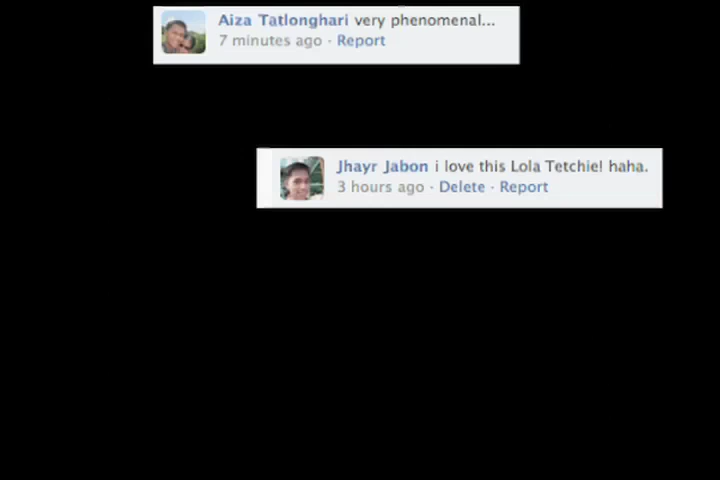 Aiza Tatlonghari very phenomenal...
7 minutes ago · Report
Jhayr Jabon i love this Lola Tetchie! haha.
3 hours ago · Delete · Report